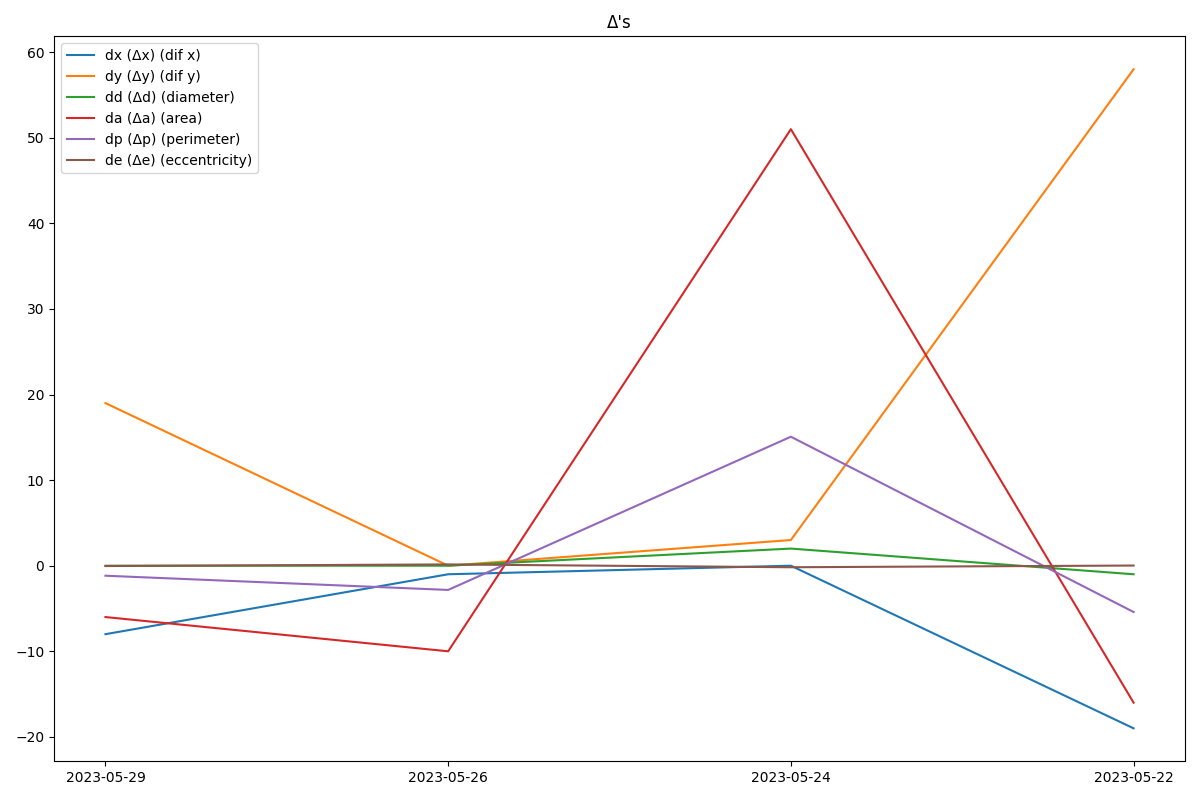 Δ's
dx (Δx) (dif x)
dy (Δy) (dif y)
dd (Δd) (diameter)
da (Δa) (area)
dp (Δp) (perimeter)
de (Δe) (eccentricity)
60
50
40
30
20
10
0
−10
−20
2023-05-29 2023-05-26 2023-05-24 2023-05-22